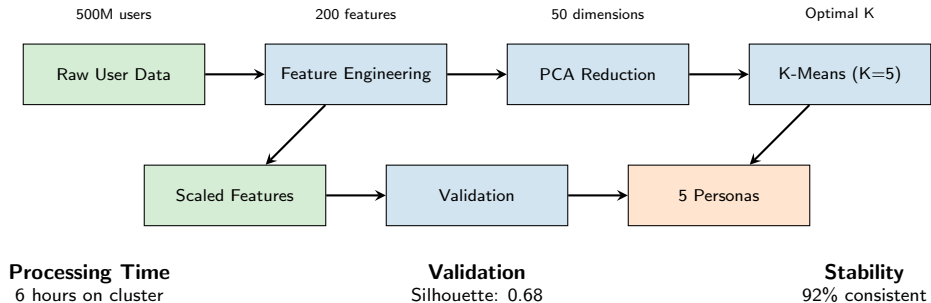 500M users
200 features
50 dimensions
Optimal K
Raw User Data
Feature Engineering
PCA Reduction
K-Means (K=5)
Scaled Features
Validation
5 Personas
Processing Time
6 hours on cluster
Validation
Silhouette: 0.68
Stability
92% consistent